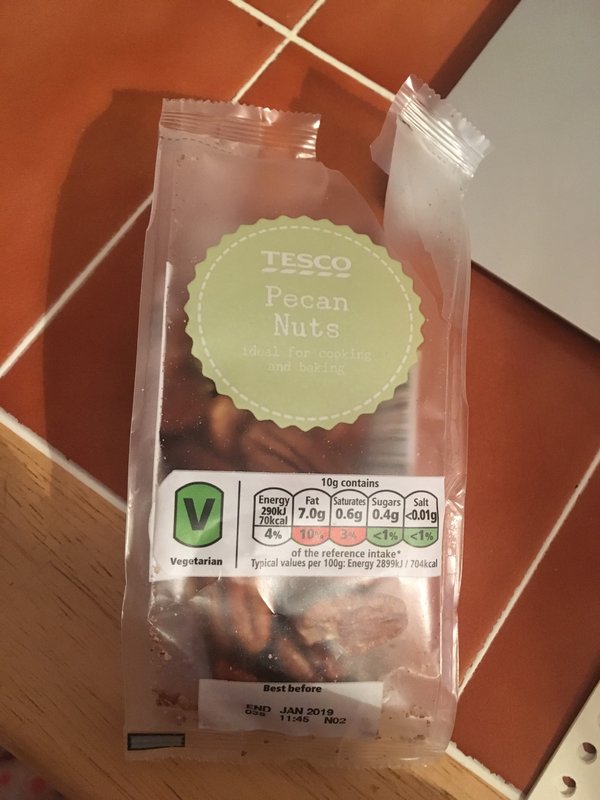 TESCO
Pecan
Nuts
ideal for cooking
and baking
V
Vegetarian
10g contains
Energy 290kJ 70kcal 4%
Fat 7.0g 10%
Saturates 0.6g 3%
Sugars 0.4g <1%
Salt <0.01g <1%
of the reference intake*
Typical values per 100g: Energy 2899kJ / 704kcal
Best before
END JAN 2019
038 11:45 N02